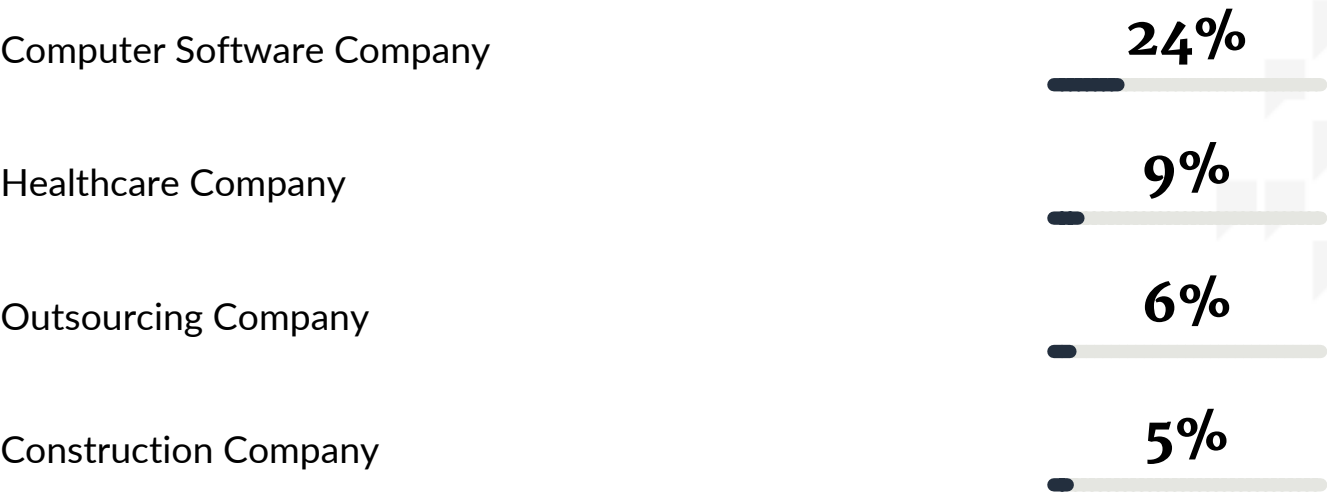 Computer Software Company 24%
Healthcare Company 9%
Outsourcing Company 6%
Construction Company 5%